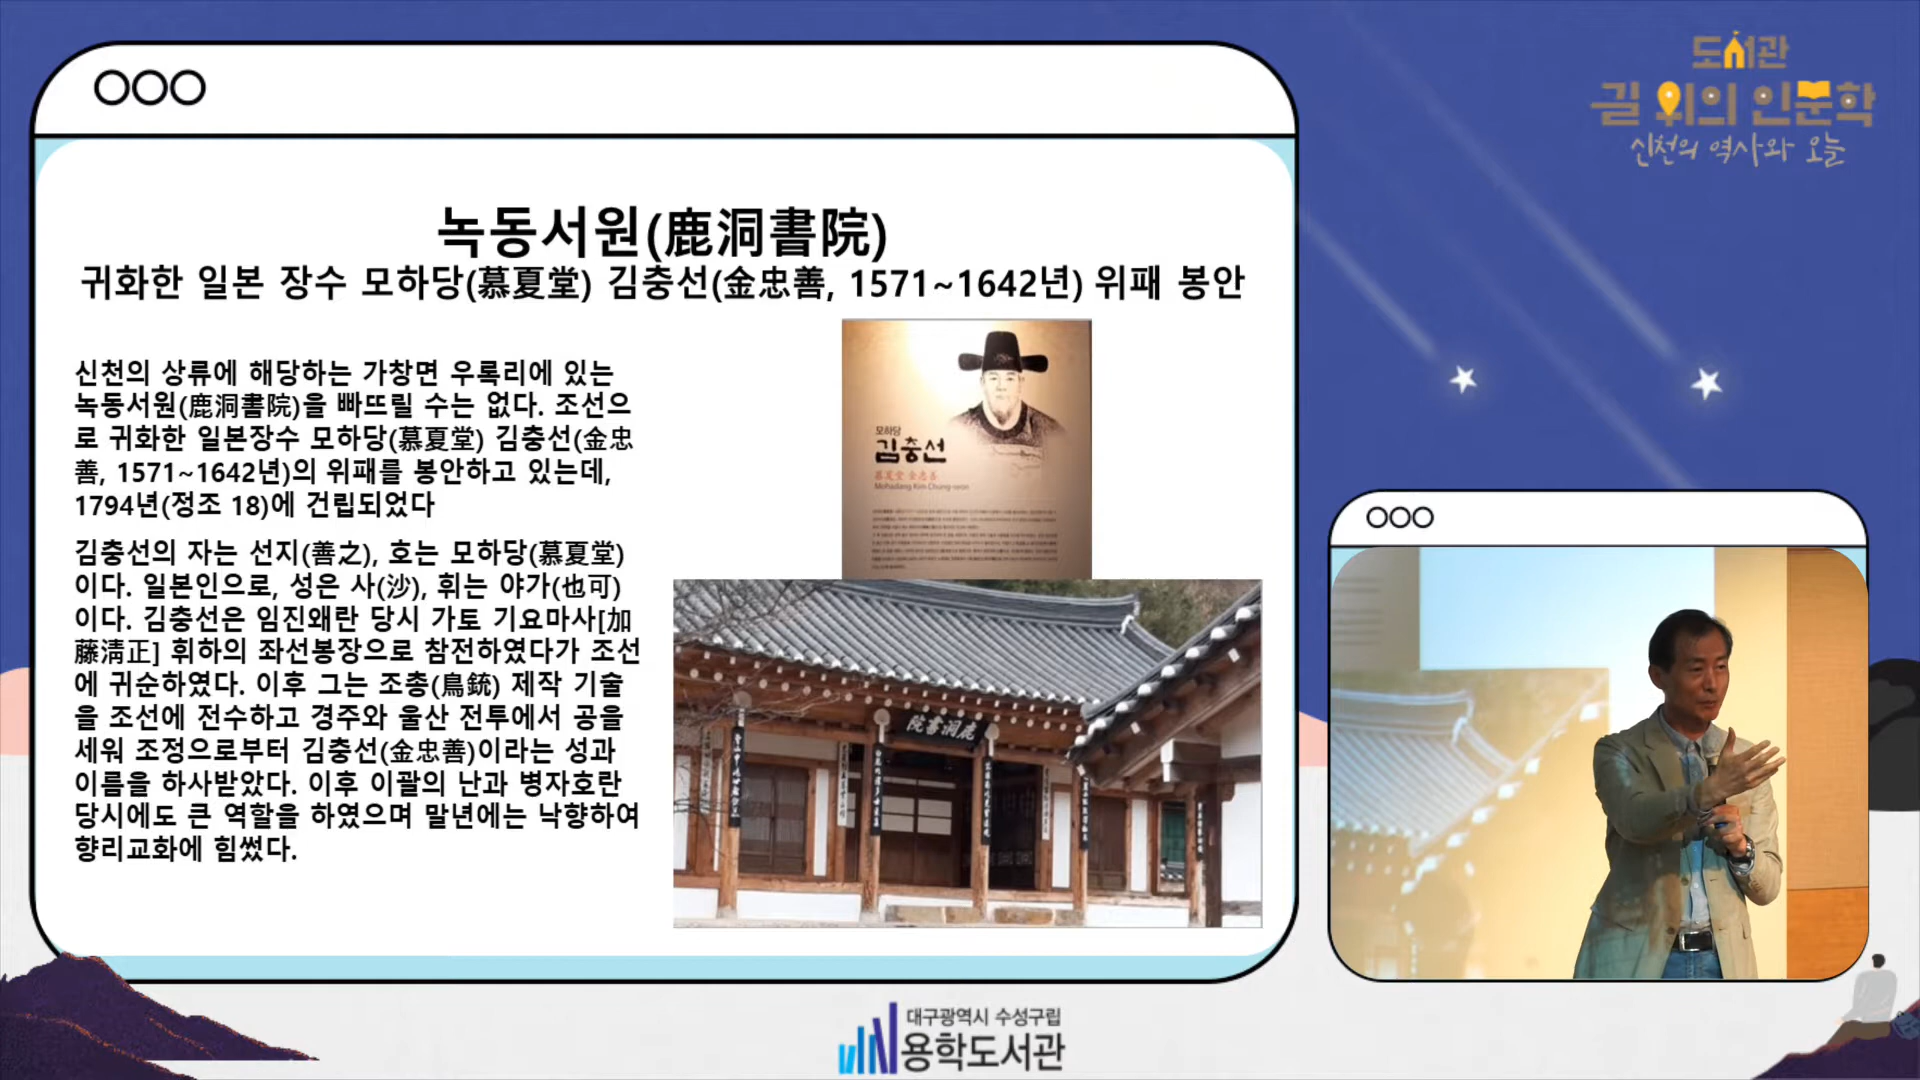 도서관
길 위의 인문학
신천의 역사와 오늘
녹동서원(鹿洞書院)
귀화한 일본 장수 모하당(慕夏堂) 김충선(金忠善, 1571~1642년) 위패 봉안
신천의 상류에 해당하는 가창면 우록리에 있는
녹동서원(鹿洞書院)을 빠뜨릴 수는 없다. 조선으
로 귀화한 일본장수 모하당(慕夏堂) 김충선(金忠
善, 1571~1642년)의 위패를 봉안하고 있는데,
1794년(정조 18)에 건립되었다
김충선의 자는 선지(善之), 호는 모하당(慕夏堂)
이다. 일본인으로, 성은 사(沙), 휘는 야가(也可)
이다. 김충선은 임진왜란 당시 가토 기요마사[加
藤淸正] 휘하의 좌선봉장으로 참전하였다가 조선
에 귀순하였다. 이후 그는 조총(鳥銃) 제작 기술
을 조선에 전수하고 경주와 울산 전투에서 공을
세워 조정으로부터 김충선(金忠善)이라는 성과
이름을 하사받았다. 이후 이괄의 난과 병자호란
당시에도 큰 역할을 하였으며 말년에는 낙향하여
향리교화에 힘썼다.
모하당
김충선
慕夏堂 金忠善
Mohadang Kim Chung-seon
院書洞鹿
대구광역시 수성구립
용학도서관